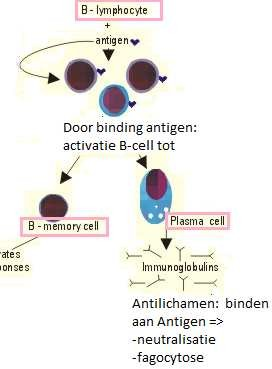 B - lymphocyte
+
antigen
Door binding antigen:
activatie B-cell tot
B - memory cell
Plasma cell
Immunoglobulins
Antilichamen: binden
aan Antigen =>
-neutralisatie
-fagocytose